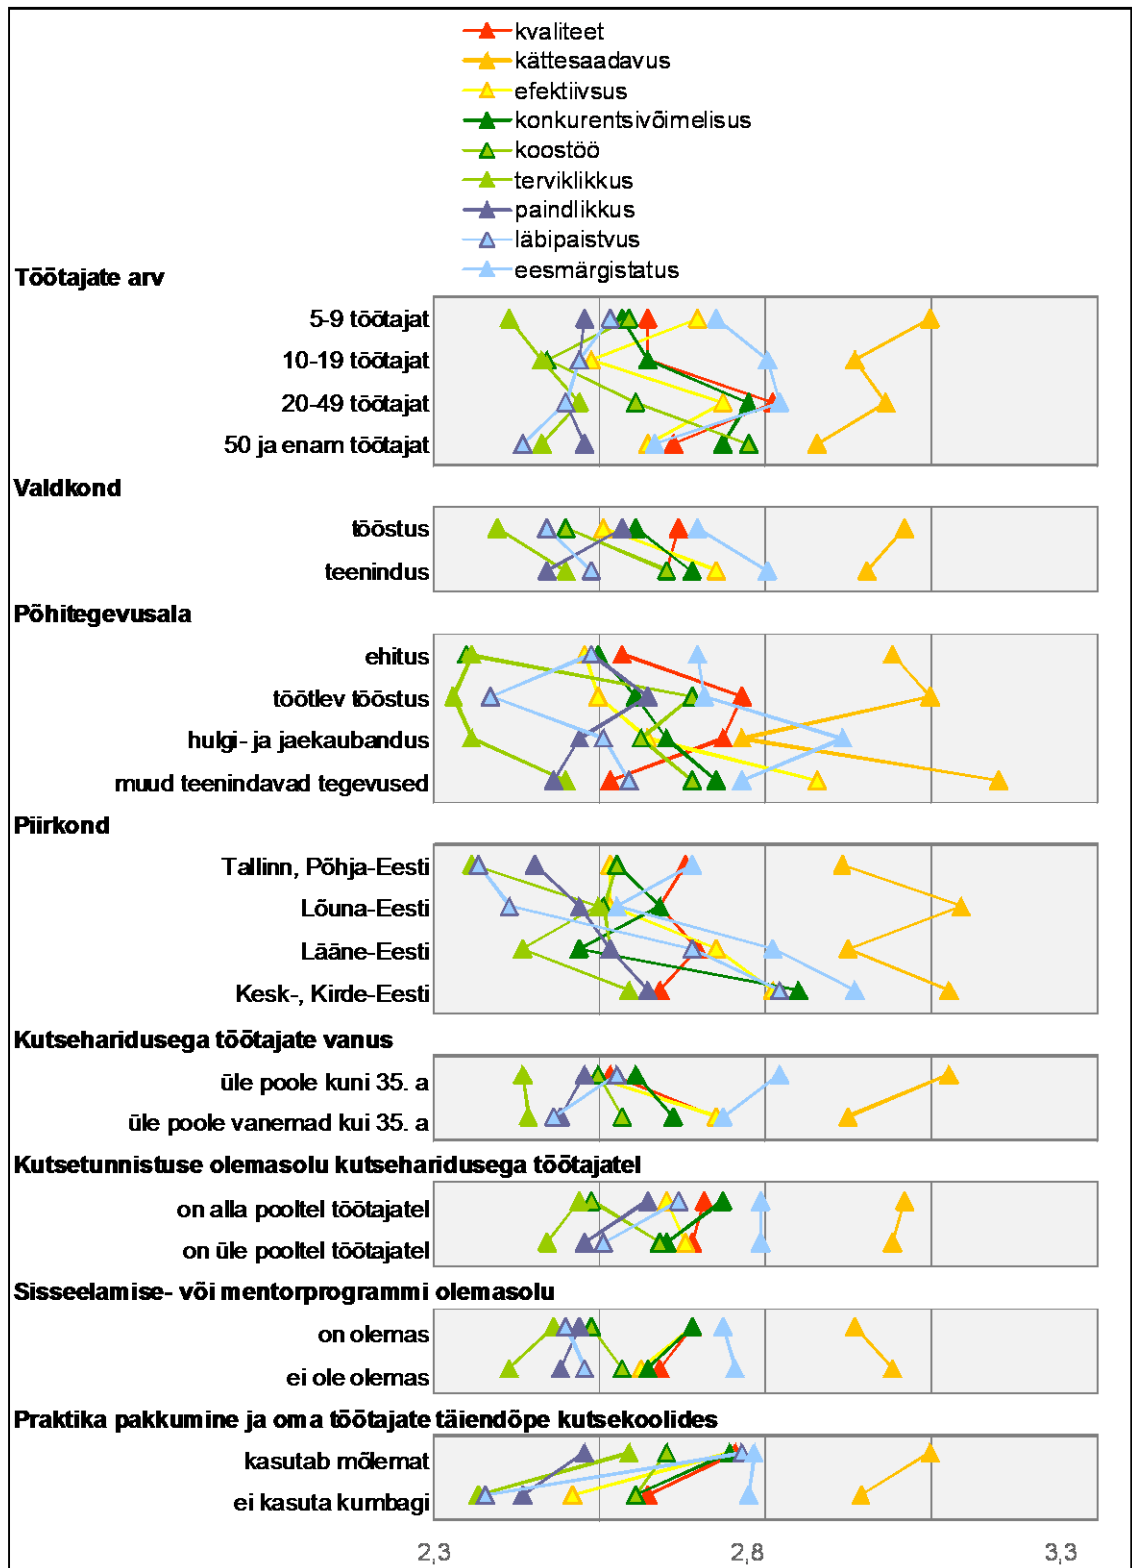 kvaliteet
kättesaadavus
efektiivsus
konkurentsivõimelisus
koostöö
terviklikkus
paindlikkus
läbipaistvus
eesmärgistatus
Töötajate arv
5-9 töötajat
10-19 töötajat
20-49 töötajat
50 ja enam töötajat
Valdkond
tööstus
teenindus
Põhitegevusala
ehitus
töötlev tööstus
hulgi- ja jaekaubandus
muud teenindavad tegevused
Piirkond
Tallinn, Põhja-Eesti
Lõuna-Eesti
Lääne-Eesti
Kesk-, Kirde-Eesti
Kutseharidusega töötajate vanus
üle poole kuni 35. a
üle poole vanemad kui 35. a
Kutsetunnistuse olemasolu kutseharidusega töötajatel
on alla pooltel töötajatel
on üle pooltel töötajatel
Sisseelamise- või mentorprogrammi olemasolu
on olemas
ei ole olemas
Praktika pakkumine ja oma töötajate täiendõpe kutsekoolides
kasutab mõlemat
ei kasuta kumbagi
2,3 2,8 3,3